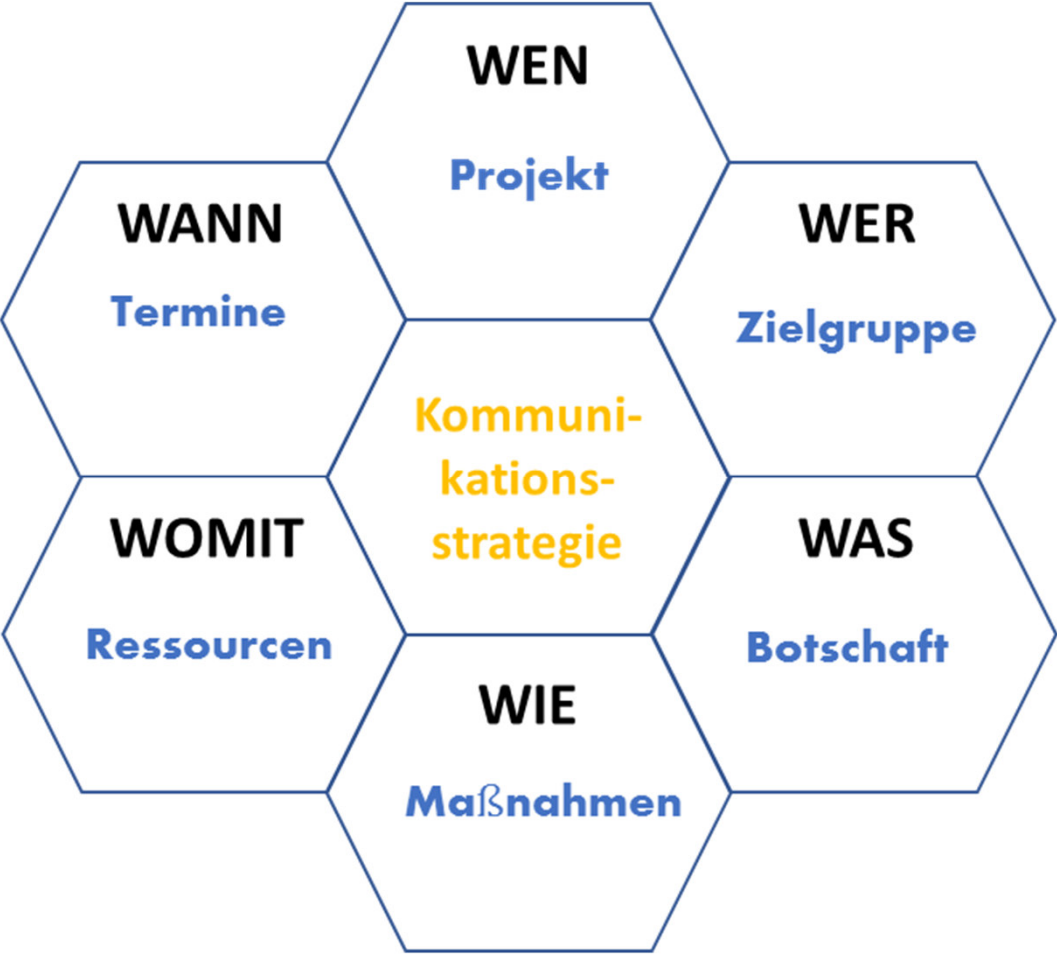 WEN
Projekt
WER
Zielgruppe
WAS
Botschaft
WIE
Maßnahmen
WOMIT
Ressourcen
WANN
Termine
Kommuni-
kations-
strategie